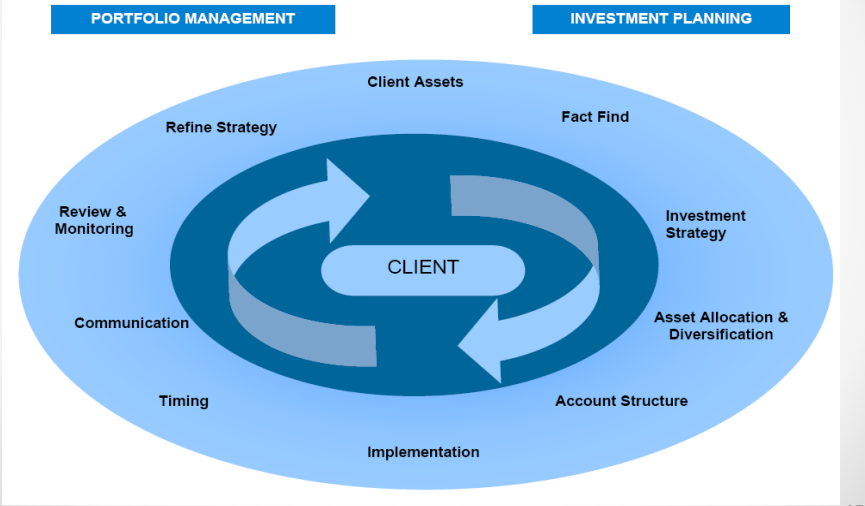 PORTFOLIO MANAGEMENT
INVESTMENT PLANNING
Client Assets
Fact Find
Refine Strategy
Review &
Monitoring
Investment
Strategy
CLIENT
Communication
Asset Allocation &
Diversification
Timing
Account Structure
Implementation